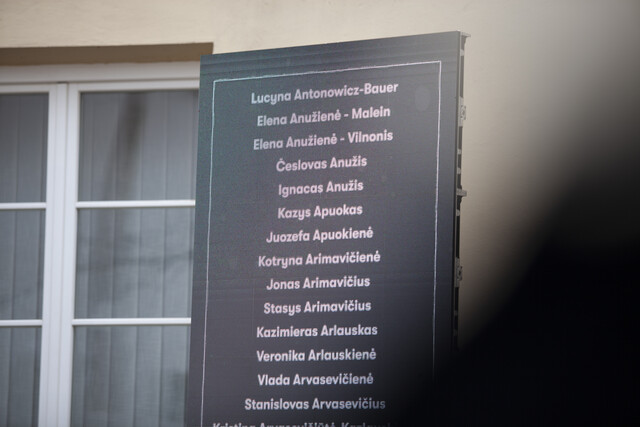 Lucyna Antonowicz-Bauer
Elena Anužienė - Malein
Elena Anužienė - Vilnonis
Česlovas Anužis
Ignacas Anužis
Kazys Apuokas
Juozefa Apuokienė
Kotryna Arimavičienė
Jonas Arimavičius
Stasys Arimavičius
Kazimieras Arlauskas
Veronika Arlauskienė
Vlada Arvasevičienė
Stanislovas Arvasevičius